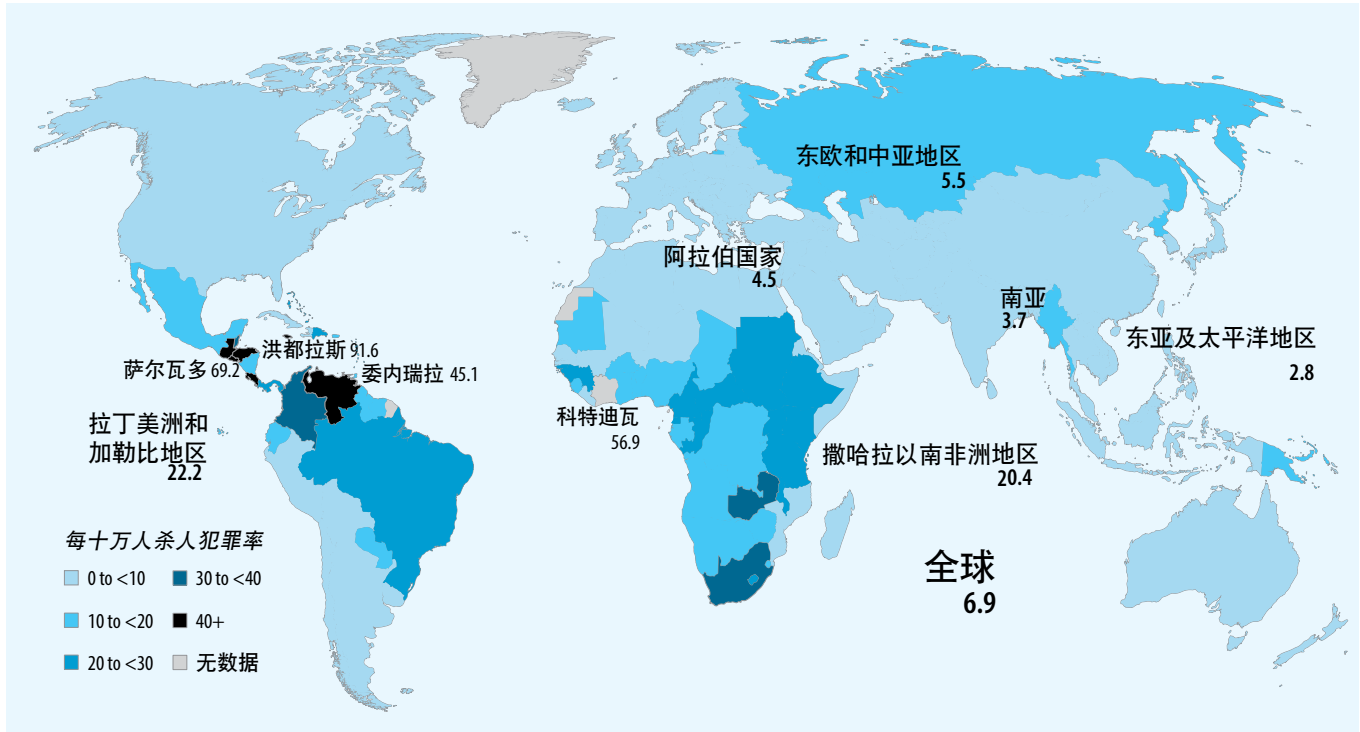 东欧和中亚地区
5.5
阿拉伯国家
4.5
南亚
3.7
东亚及太平洋地区
2.8
洪都拉斯 91.6
萨尔瓦多 69.2
委内瑞拉 45.1
科特迪瓦
56.9
拉丁美洲和
加勒比地区
22.2
撒哈拉以南非洲地区
20.4
全球
6.9
每十万人杀人犯罪率
0 to <10
30 to <40
10 to <20
40+
20 to <30
无数据